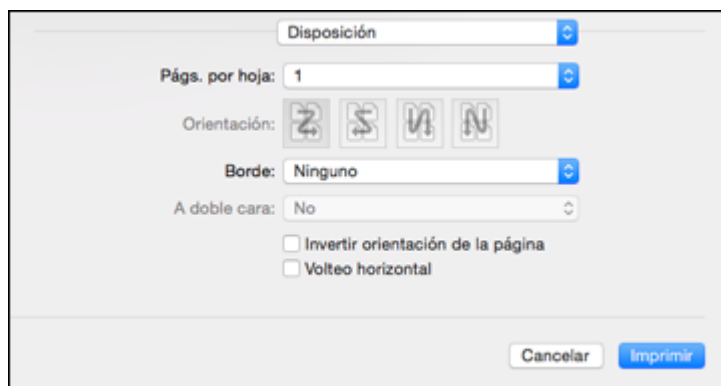 Disposición
Págs. por hoja: 1
Orientación:
Borde: Ninguno
A doble cara: No
Invertir orientación de la página
Volteo horizontal
Cancelar Imprimir